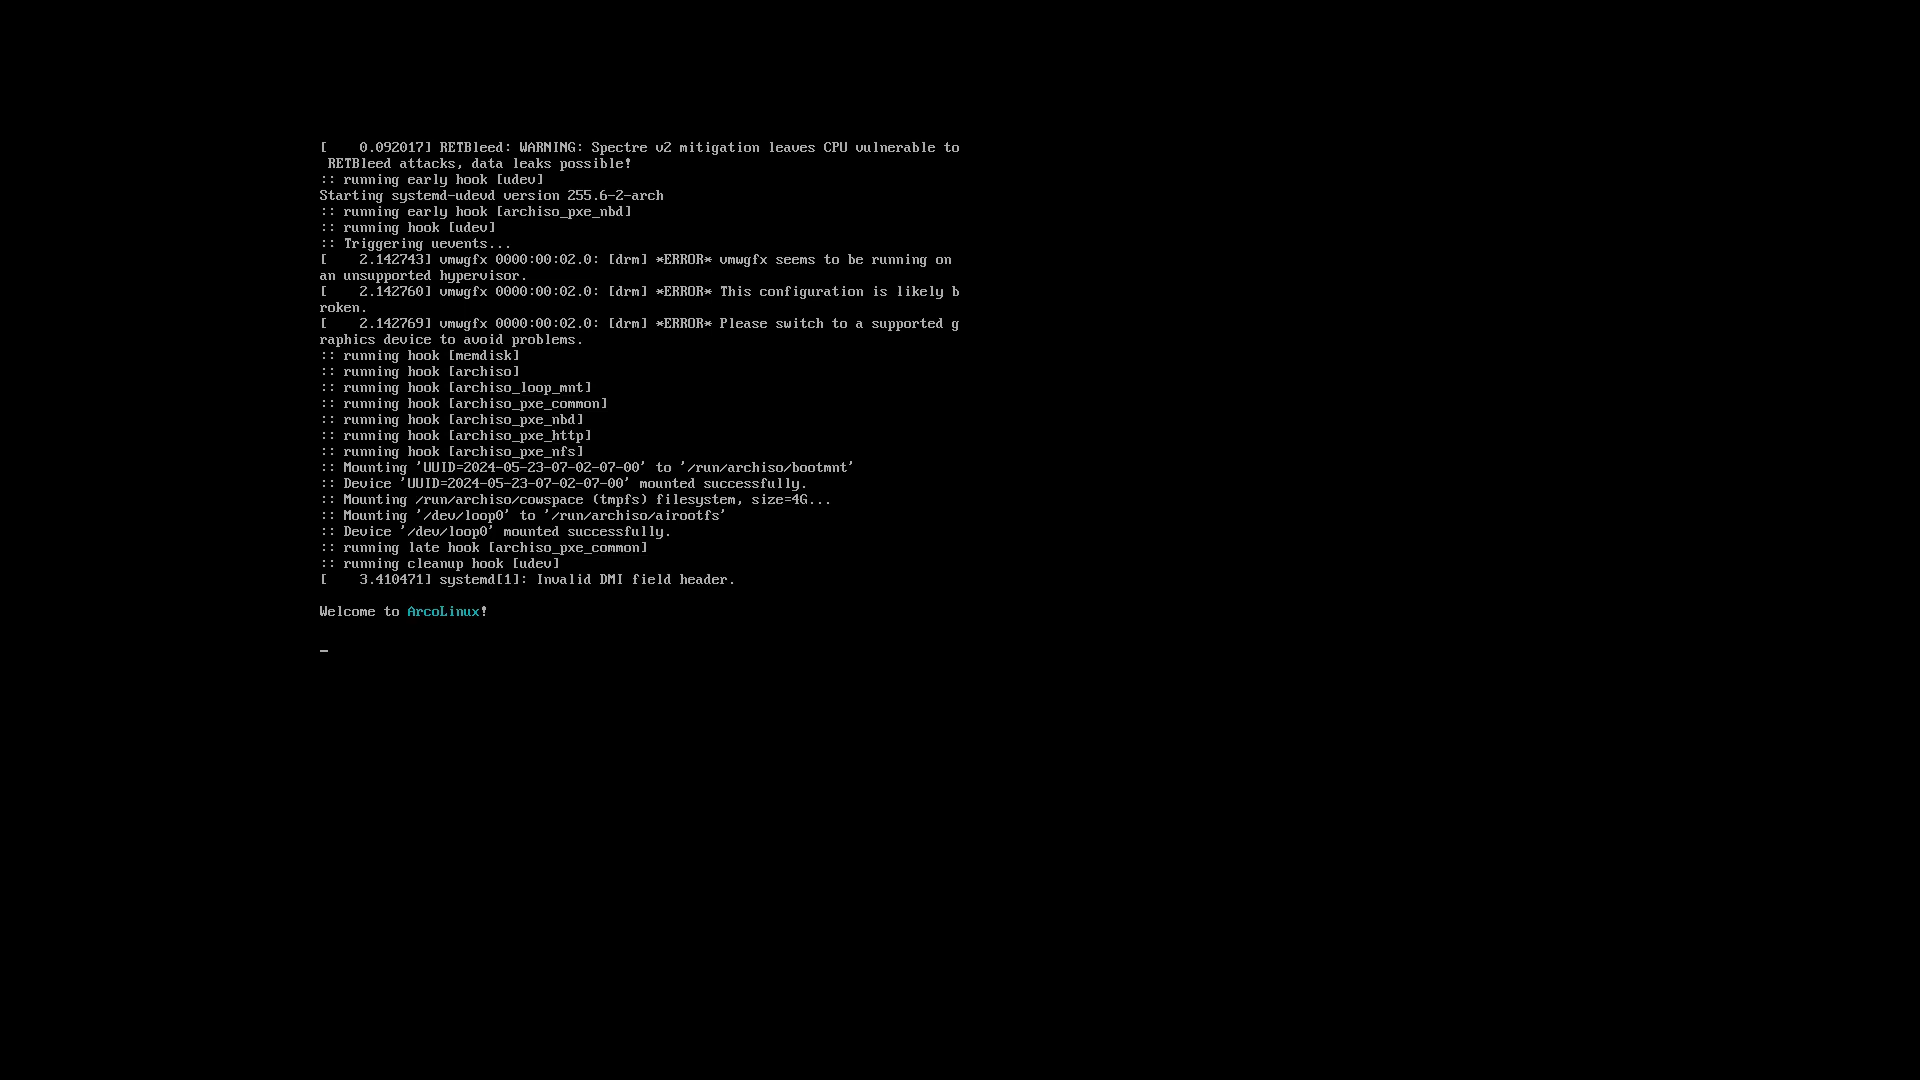 [    0.092017] RETBleed: WARNING: Spectre v2 mitigation leaves CPU vulnerable to
 RETBleed attacks, data leaks possible!
:: running early hook [udev]
Starting systemd-udevd version 255.6-2-arch
:: running early hook [archiso_pxe_nbd]
:: running hook [udev]
:: Triggering uevents...
[    2.142743] vmwgfx 0000:00:02.0: [drm] *ERROR* vmwgfx seems to be running on
an unsupported hypervisor.
[    2.142760] vmwgfx 0000:00:02.0: [drm] *ERROR* This configuration is likely b
roken.
[    2.142769] vmwgfx 0000:00:02.0: [drm] *ERROR* Please switch to a supported g
raphics device to avoid problems.
:: running hook [memdisk]
:: running hook [archiso]
:: running hook [archiso_loop_mnt]
:: running hook [archiso_pxe_common]
:: running hook [archiso_pxe_nbd]
:: running hook [archiso_pxe_http]
:: running hook [archiso_pxe_nfs]
:: Mounting 'UUID=2024-05-23-07-02-07-00' to '/run/archiso/bootmnt'
:: Device 'UUID=2024-05-23-07-02-07-00' mounted successfully.
:: Mounting /run/archiso/cowspace (tmpfs) filesystem, size=4G...
:: Mounting '/dev/loop0' to '/run/archiso/airootfs'
:: Device '/dev/loop0' mounted successfully.
:: running late hook [archiso_pxe_common]
:: running cleanup hook [udev]
[    3.410471] systemd[1]: Invalid DMI field header.
Welcome to ArcoLinux!
_